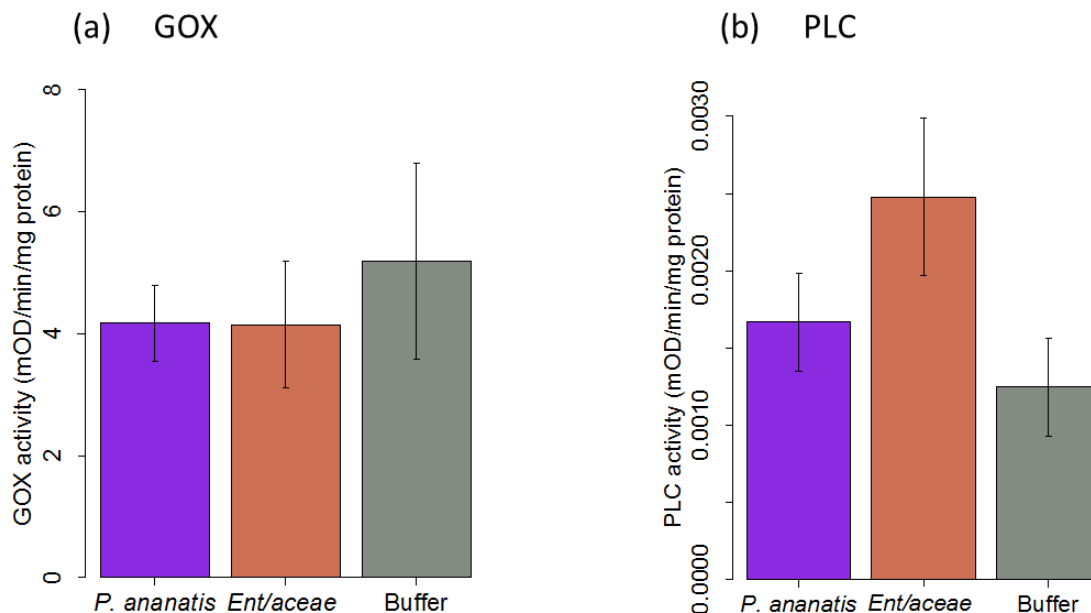 (a) GOX
GOX activity (mOD/min/mg protein)
8
6
4
2
0
P. ananatis Ent/aceae Buffer
(b) PLC
PLC activity (mOD/min/mg protein)
0.0030
0.0020
0.0010
0.0000
P. ananatis Ent/aceae Buffer